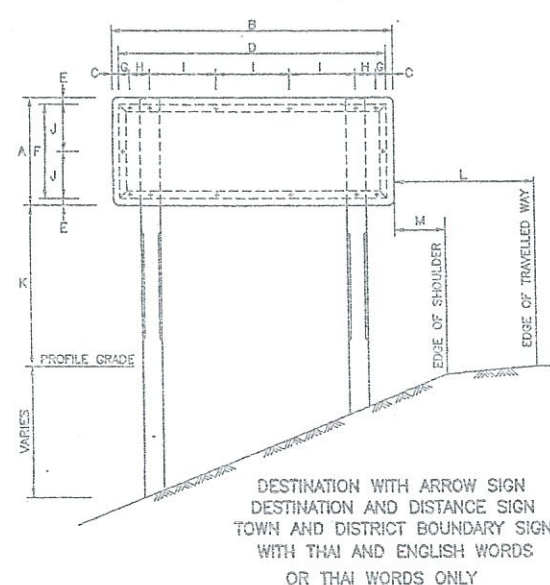 B
D
E
C G H I I I H G C
A F J J
E
L
M
K
EDGE OF SHOULDER
EDGE OF TRAVELLED WAY
PROFILE GRADE
VARIES
DESTINATION WITH ARROW SIGN
DESTINATION AND DISTANCE SIGN
TOWN AND DISTRICT BOUNDARY SIGN
WITH THAI AND ENGLISH WORDS
OR THAI WORDS ONLY